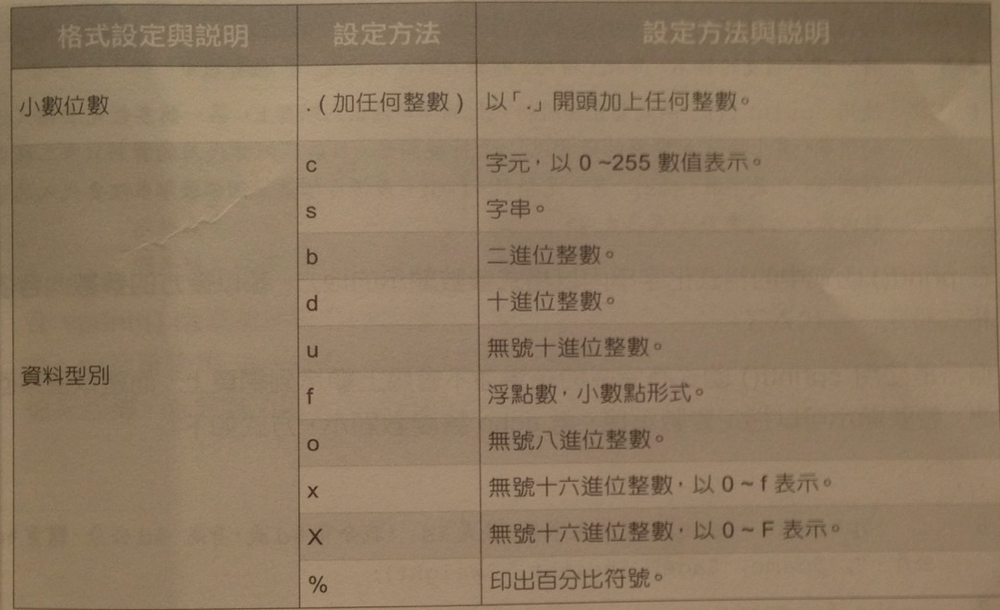 格式設定與說明 設定方法 設定方法與說明
小數位數 .(加任何整數) 以「.」開頭加上任何整數。
資料型別
c 字元,以 0 ~255 數值表示。
s 字串。
b 二進位整數。
d 十進位整數。
u 無號十進位整數。
f 浮點數,小數點形式。
o 無號八進位整數。
x 無號十六進位整數,以 0 ~ f 表示。
X 無號十六進位整數,以 0 ~ F 表示。
% 印出百分比符號。